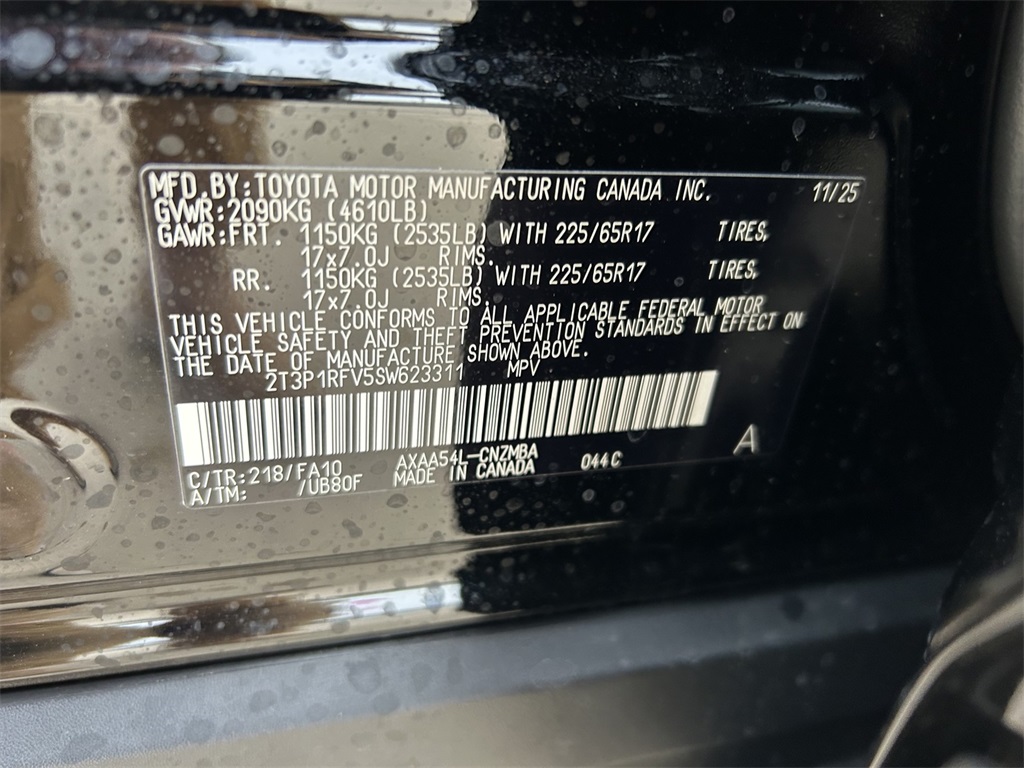 MFD.BY:TOYOTA MOTOR MANUFACTURING CANADA INC. 11/25
GVWR:2090KG (4610LB)
GAWR:FRT. 1150KG (2535LB) WITH 225/65R17 TIRES,
17x7.0J RIMS.
RR. 1150KG (2535LB) WITH 225/65R17 TIRES,
17x7.0J RIMS.
THIS VEHICLE CONFORMS TO ALL APPLICABLE FEDERAL MOTOR
VEHICLE SAFETY AND THEFT PREVENTION STANDARDS IN EFFECT ON
THE DATE OF MANUFACTURE SHOWN ABOVE.
2T3P1RFV5SW623311 MPV
C/TR:218/FA10 AXAA54L-CNZMBA 044C A
A/TM: /UB80F MADE IN CANADA